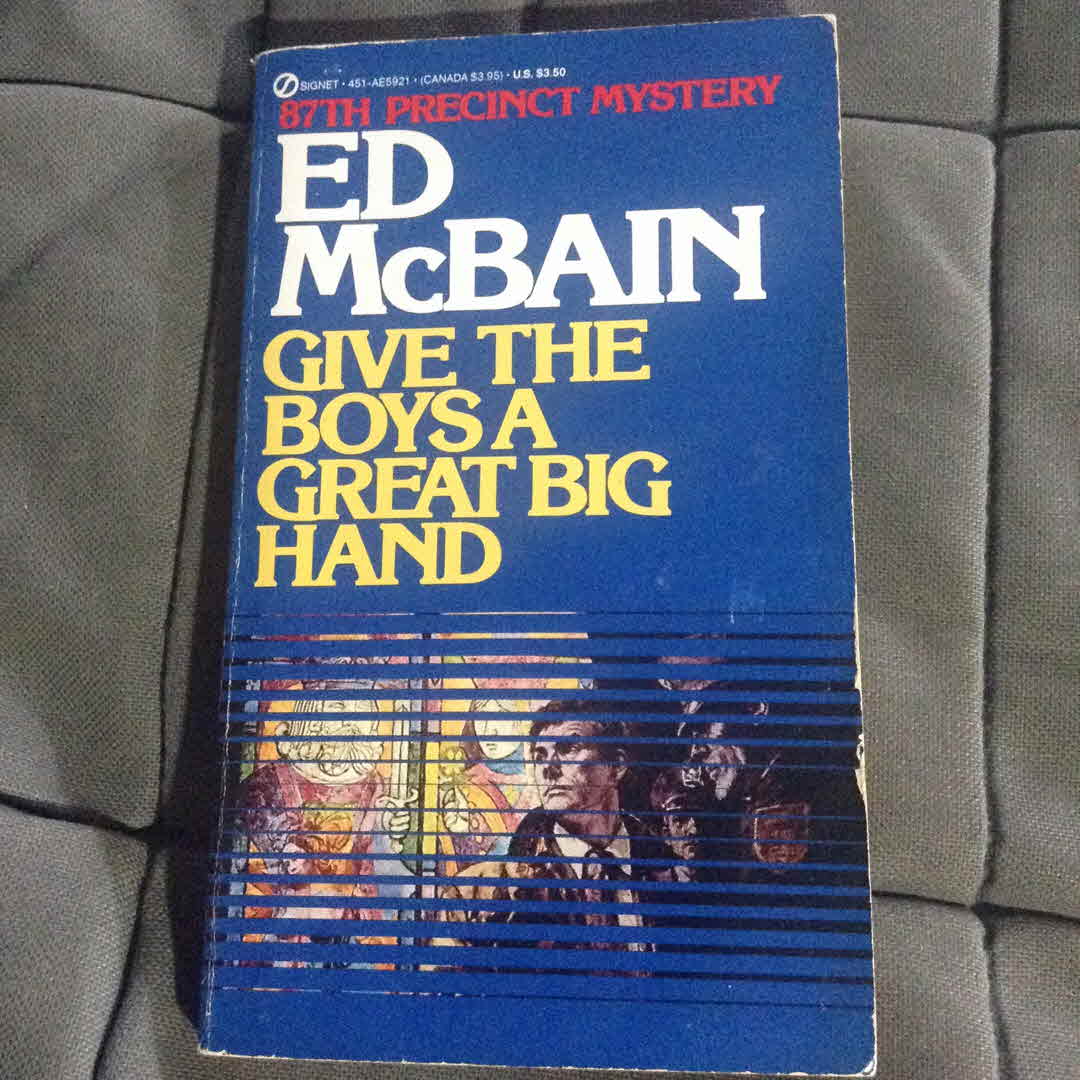 SIGNET • 451-AE5921 • (CANADA $3.95) • U.S. $3.50
87TH PRECINCT MYSTERY
ED
McBAIN
GIVE THE
BOYS A
GREAT BIG
HAND